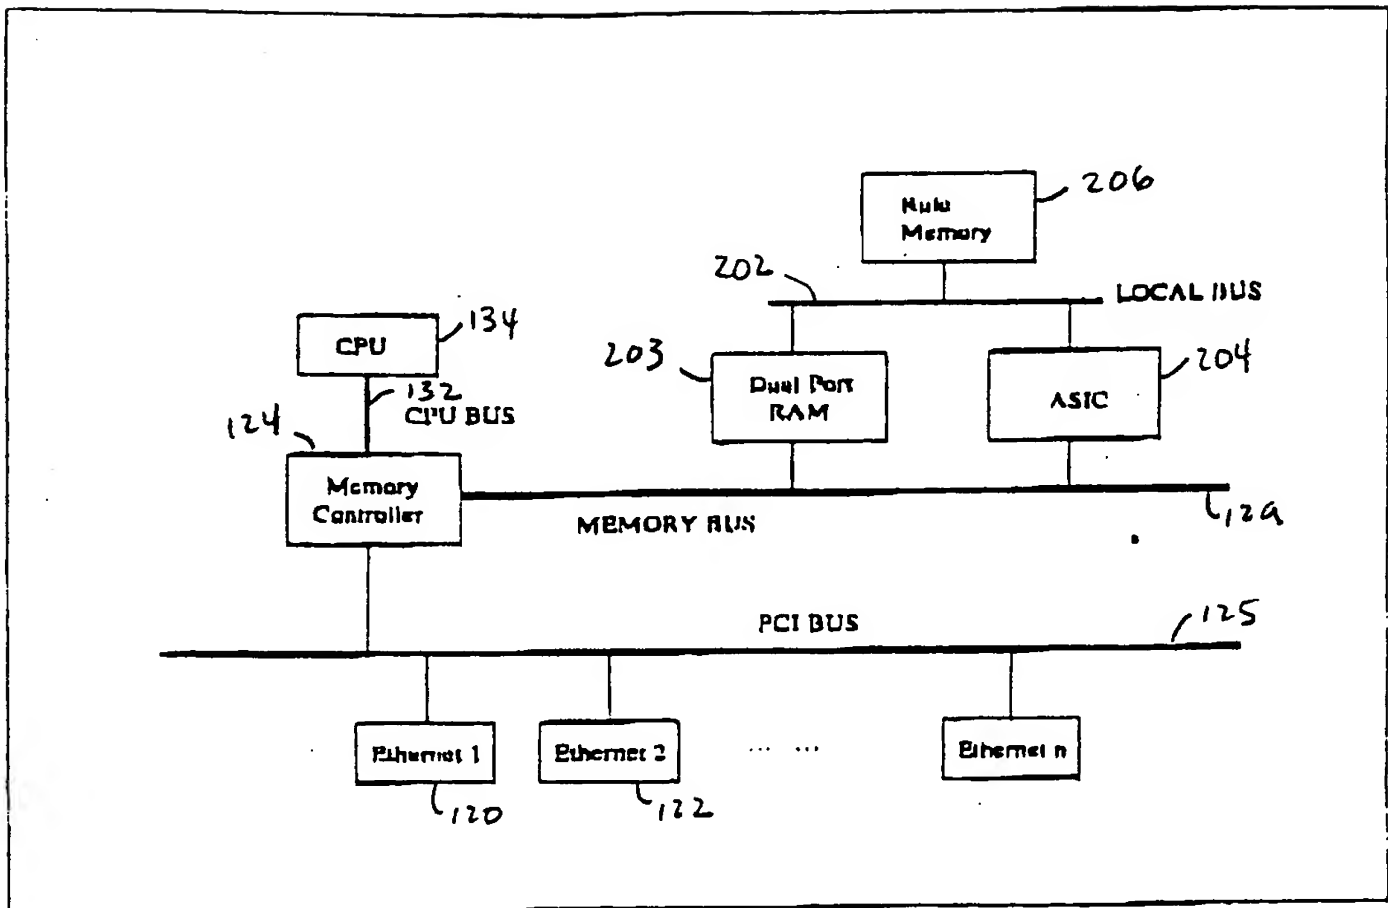 206
Rule
Memory
202
LOCAL BUS
134
CPU
203
204
Dual Port
RAM
ASIC
132
CPU BUS
124
Memory
Controller
MEMORY BUS
129
PCI BUS
125
Ethernet 1
Ethernet 2
... ...
Ethernet n
120
122